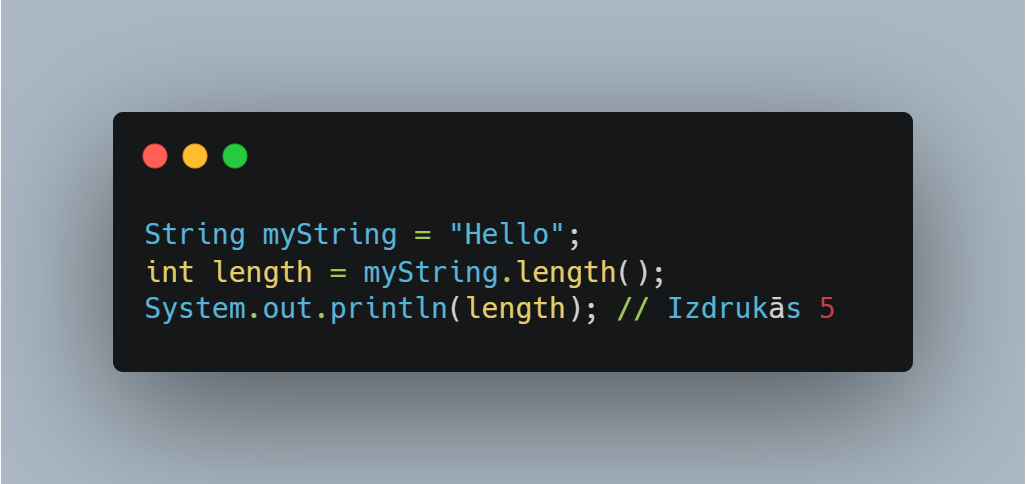 String myString = "Hello";
int length = myString.length();
System.out.println(length); // Izdrukās 5